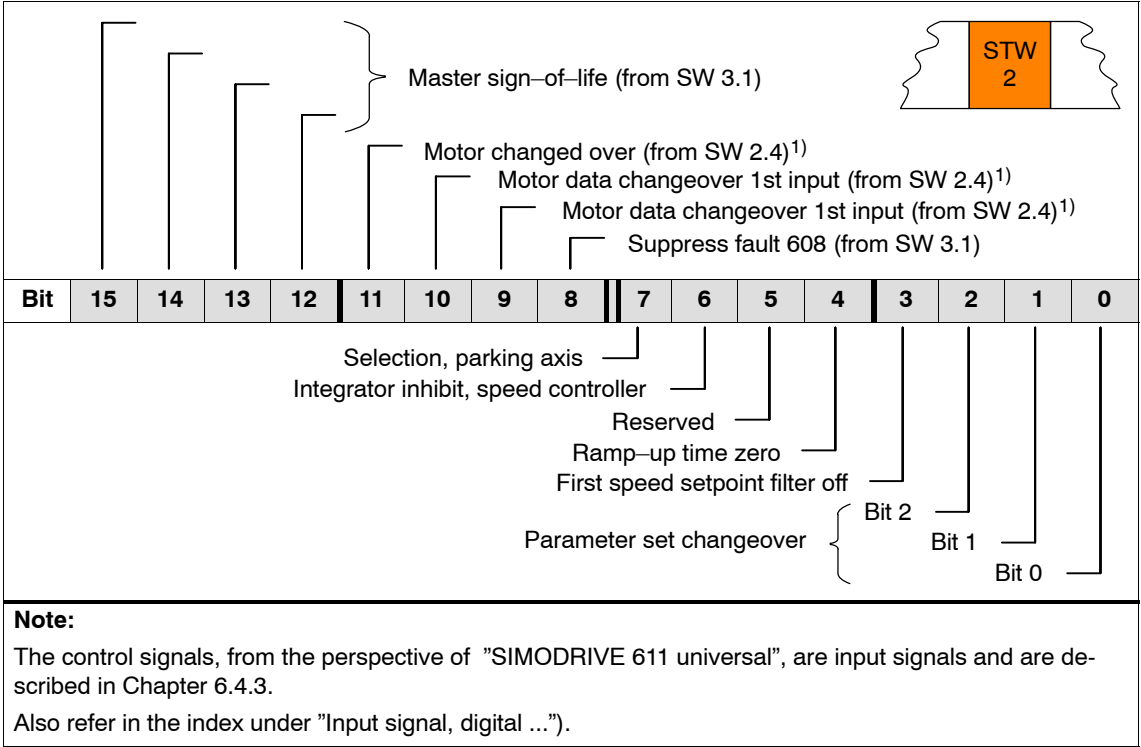 STW
2
Master sign–of–life (from SW 3.1)
Motor changed over (from SW 2.4)1)
Motor data changeover 1st input (from SW 2.4)1)
Motor data changeover 1st input (from SW 2.4)1)
Suppress fault 608 (from SW 3.1)
Bit 15 14 13 12 11 10 9 8 7 6 5 4 3 2 1 0
Selection, parking axis
Integrator inhibit, speed controller
Reserved
Ramp–up time zero
First speed setpoint filter off
Bit 2
Parameter set changeover
Bit 1
Bit 0
Note:
The control signals, from the perspective of ”SIMODRIVE 611 universal”, are input signals and are de-
scribed in Chapter 6.4.3.
Also refer in the index under ”Input signal, digital ...”).